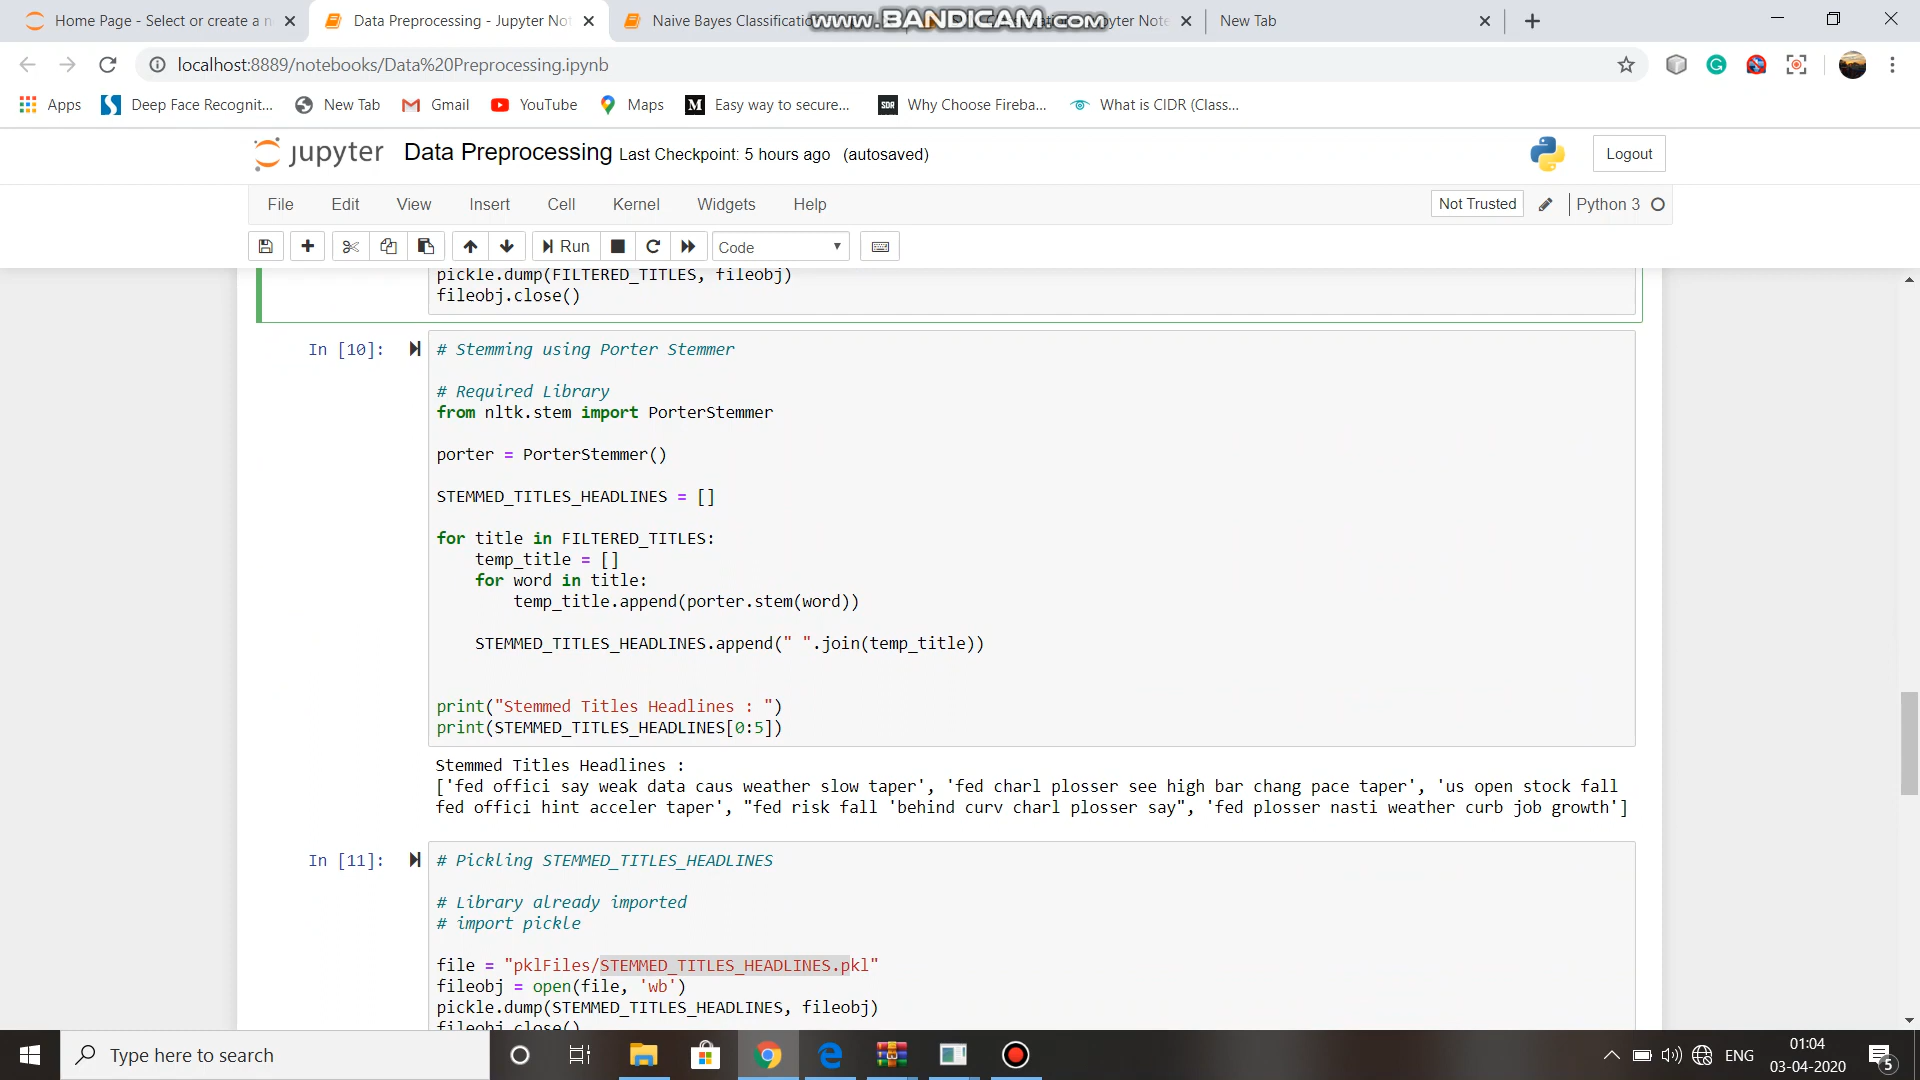 Home Page - Select or create a n
Data Preprocessing - Jupyter Not
Naive Bayes Classificatio
www.BANDICAM.com
upyter Note
New Tab
localhost:8889/notebooks/Data%20Preprocessing.ipynb
Apps
Deep Face Recognit...
New Tab
Gmail
YouTube
Maps
Easy way to secure...
SDR
Why Choose Fireba...
What is CIDR (Class...
jupyter
Data Preprocessing Last Checkpoint: 5 hours ago (autosaved)
Logout
File Edit View Insert Cell Kernel Widgets Help
Not Trusted
Python 3
Run
Code
pickle.dump(FILTERED_TITLES, fileobj)
fileobj.close()
In [10]:
# Stemming using Porter Stemmer
# Required Library
from nltk.stem import PorterStemmer
porter = PorterStemmer()
STEMMED_TITLES_HEADLINES = []
for title in FILTERED_TITLES:
temp_title = []
for word in title:
temp_title.append(porter.stem(word))
STEMMED_TITLES_HEADLINES.append(" ".join(temp_title))
print("Stemmed Titles Headlines : ")
print(STEMMED_TITLES_HEADLINES[0:5])
Stemmed Titles Headlines :
['fed offici say weak data caus weather slow taper', 'fed charl plosser see high bar chang pace taper', 'us open stock fall
fed offici hint acceler taper', "fed risk fall 'behind curv charl plosser say", 'fed plosser nasti weather curb job growth']
In [11]:
# Pickling STEMMED_TITLES_HEADLINES
# Library already imported
# import pickle
file = "pklFiles/STEMMED_TITLES_HEADLINES.pkl"
fileobj = open(file, 'wb')
pickle.dump(STEMMED_TITLES_HEADLINES, fileobj)
fileobj.close()
Type here to search
ENG
01:04
03-04-2020
5